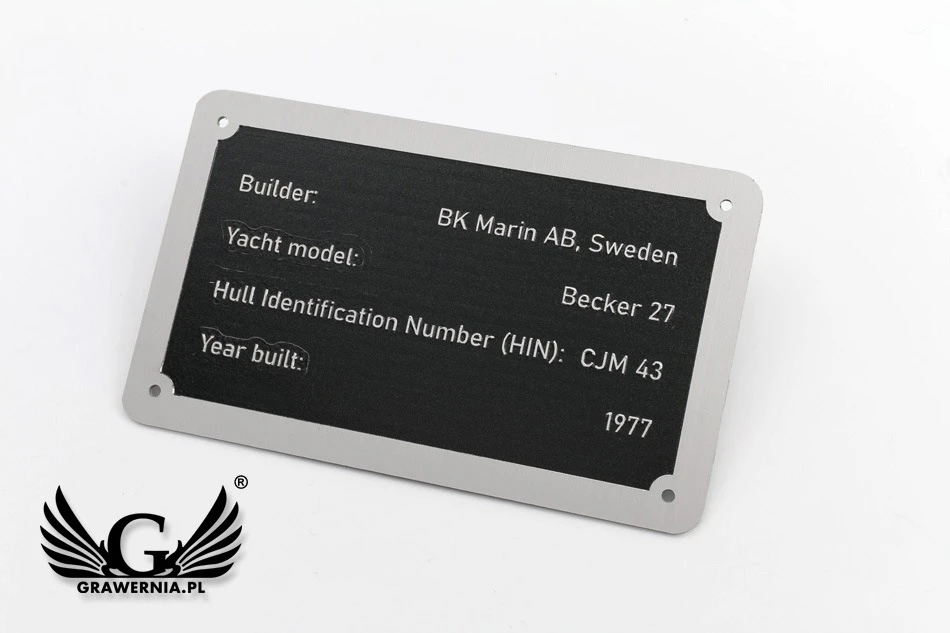 Builder:
BK Marin AB, Sweden
Yacht model:
Becker 27
Hull Identification Number (HIN): CJM 43
Year built:
1977
G
®
GRAWERNIA.PL